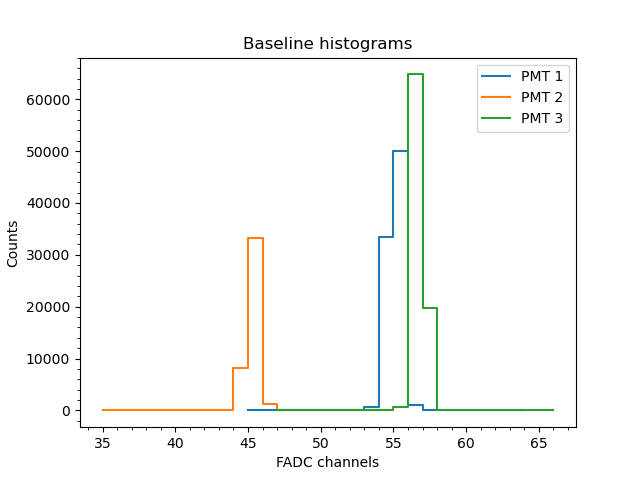 Baseline histograms
PMT 1
PMT 2
PMT 3
60000
50000
40000
30000
20000
10000
0
Counts
35 40 45 50 55 60 65
FADC channels